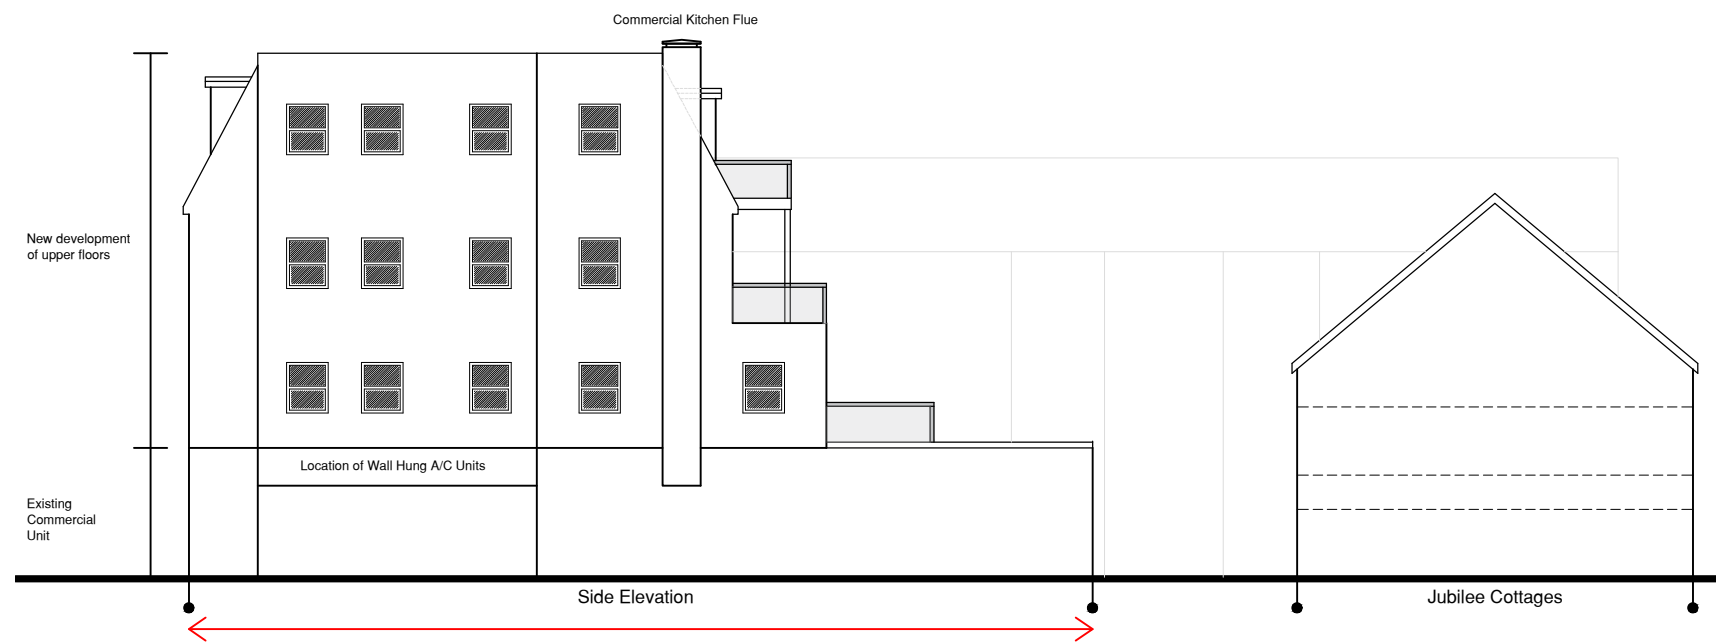 Commercial Kitchen Flue
New development
of upper floors
Location of Wall Hung A/C Units
Existing
Commercial
Unit
Side Elevation
Jubilee Cottages